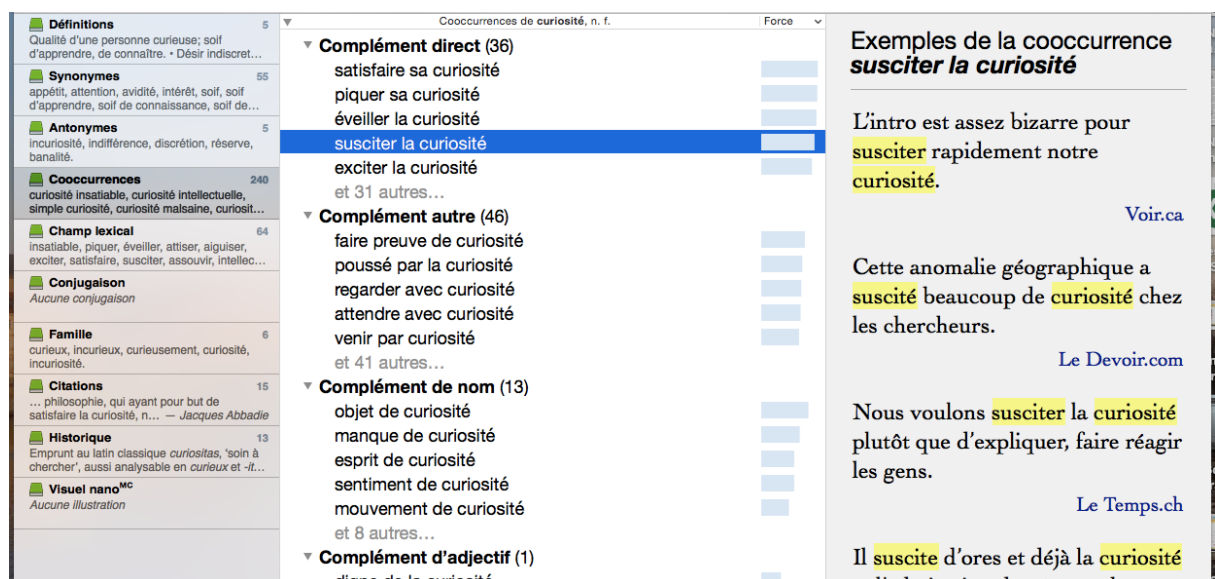 Définitions 5
Qualité d'une personne curieuse; soif
d'apprendre, de connaître. • Désir indiscret…
Synonymes 55
appétit, attention, avidité, intérêt, soif, soif
d'apprendre, soif de connaissance, soif de…
Antonymes 5
incuriosité, indifférence, discrétion, réserve,
banalité.
Cooccurrences 240
curiosité insatiable, curiosité intellectuelle,
simple curiosité, curiosité malsaine, curiosit…
Champ lexical 64
insatiable, piquer, éveiller, attiser, aiguiser,
exciter, satisfaire, susciter, assouvir, intellec…
Conjugaison
Aucune conjugaison
Famille 6
curieux, incurieux, curieusement, curiosité,
incuriosité.
Citations 15
… philosophie, qui ayant pour but de
satisfaire la curiosité, n… — Jacques Abbadie
Historique 13
Emprunt au latin classique curiositas, 'soin à
chercher', aussi analysable en curieux et -it…
Visuel nanoMC
Aucune illustration
Cooccurrences de curiosité, n. f. Force
Complément direct (36)
satisfaire sa curiosité
piquer sa curiosité
éveiller la curiosité
susciter la curiosité
exciter la curiosité
et 31 autres…
Complément autre (46)
faire preuve de curiosité
poussé par la curiosité
regarder avec curiosité
attendre avec curiosité
venir par curiosité
et 41 autres…
Complément de nom (13)
objet de curiosité
manque de curiosité
esprit de curiosité
sentiment de curiosité
mouvement de curiosité
et 8 autres…
Complément d'adjectif (1)
digne de la curiosité
Exemples de la cooccurrence
susciter la curiosité
L'intro est assez bizarre pour
susciter rapidement notre
curiosité.
Voir.ca
Cette anomalie géographique a
suscité beaucoup de curiosité chez
les chercheurs.
Le Devoir.com
Nous voulons susciter la curiosité
plutôt que d'expliquer, faire réagir
les gens.
Le Temps.ch
Il suscite d'ores et déjà la curiosité